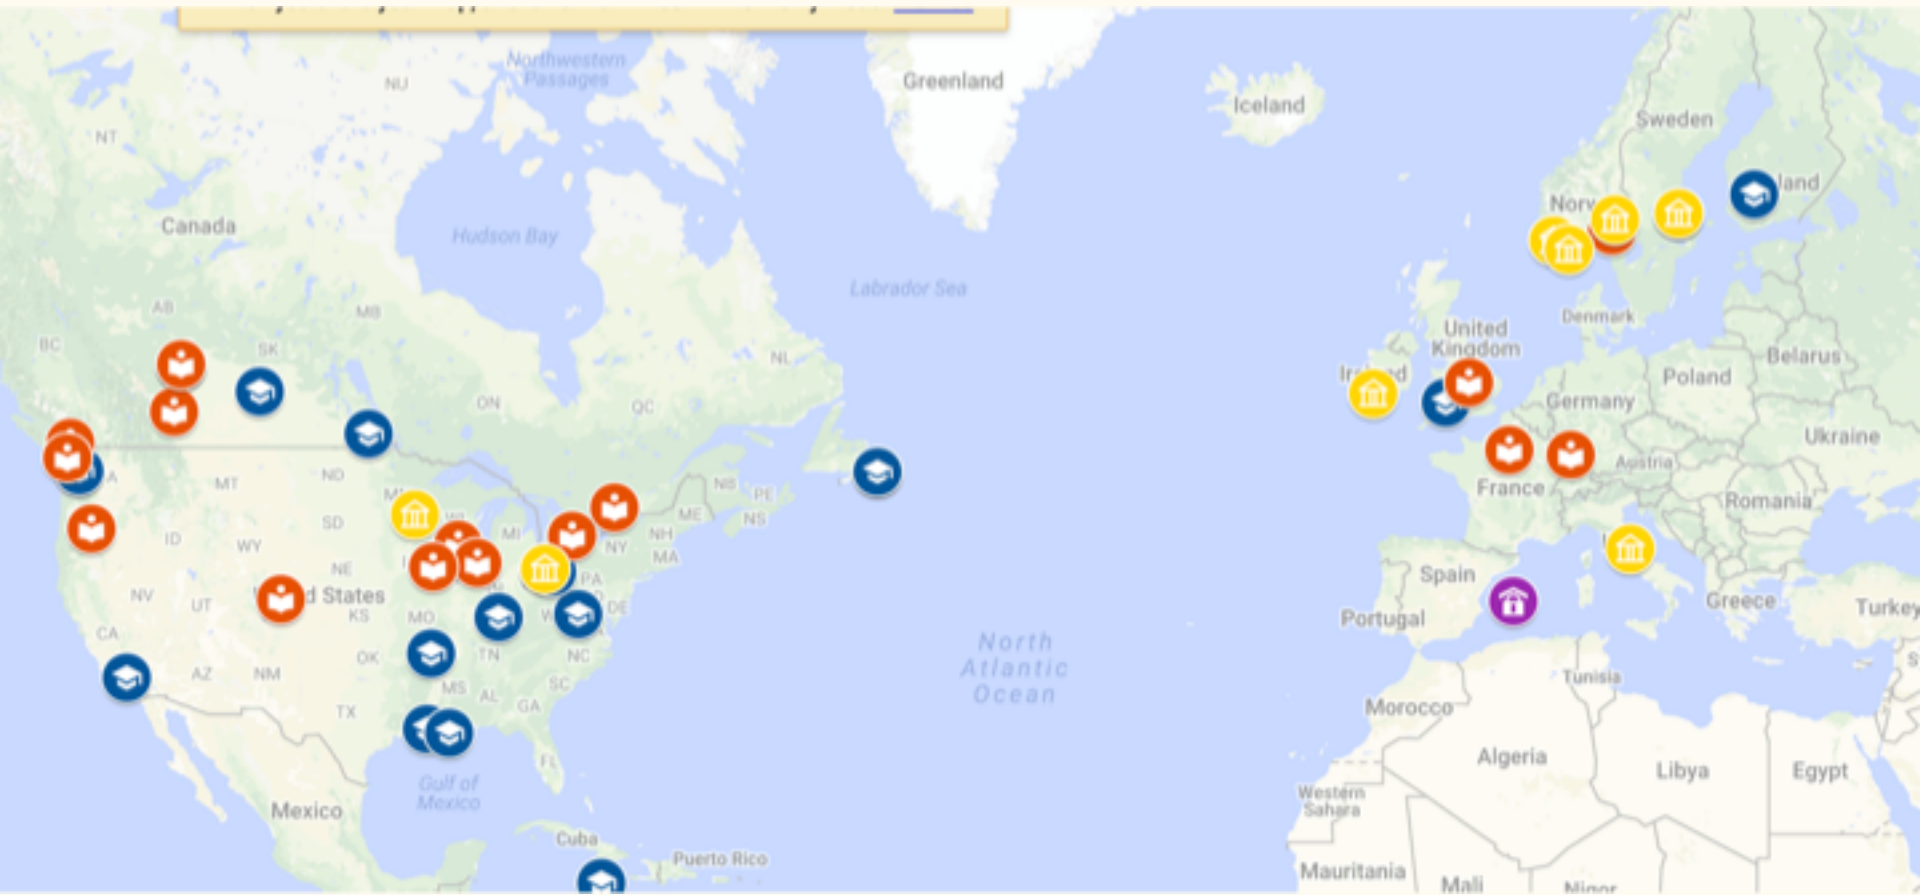 Northwestern
Passages
Greenland
Iceland
NU
NT
Sweden
Canada
Hudson Bay
Labrador Sea
AB
MB
BC
SK
NL
ON
QC
Denmark
United
Kingdom
Belarus
Poland
Germany
Ukraine
Austria
France
Romania
MT
ND
NB
PE
ME
NS
SD
MI
ID
WY
NH
NY
MA
NE
PA
Spain
NV
UT
d States
KS
MO
DE
Portugal
Greece
Turkey
CA
OK
TN
NC
AZ
NM
MS
AL
SC
GA
TX
FL
North
Atlantic
Ocean
Tunisia
Morocco
Algeria
Libya
Egypt
Gulf of
Mexico
Western
Sahara
Mexico
Cuba
Puerto Rico
Mauritania
Mali
Niger